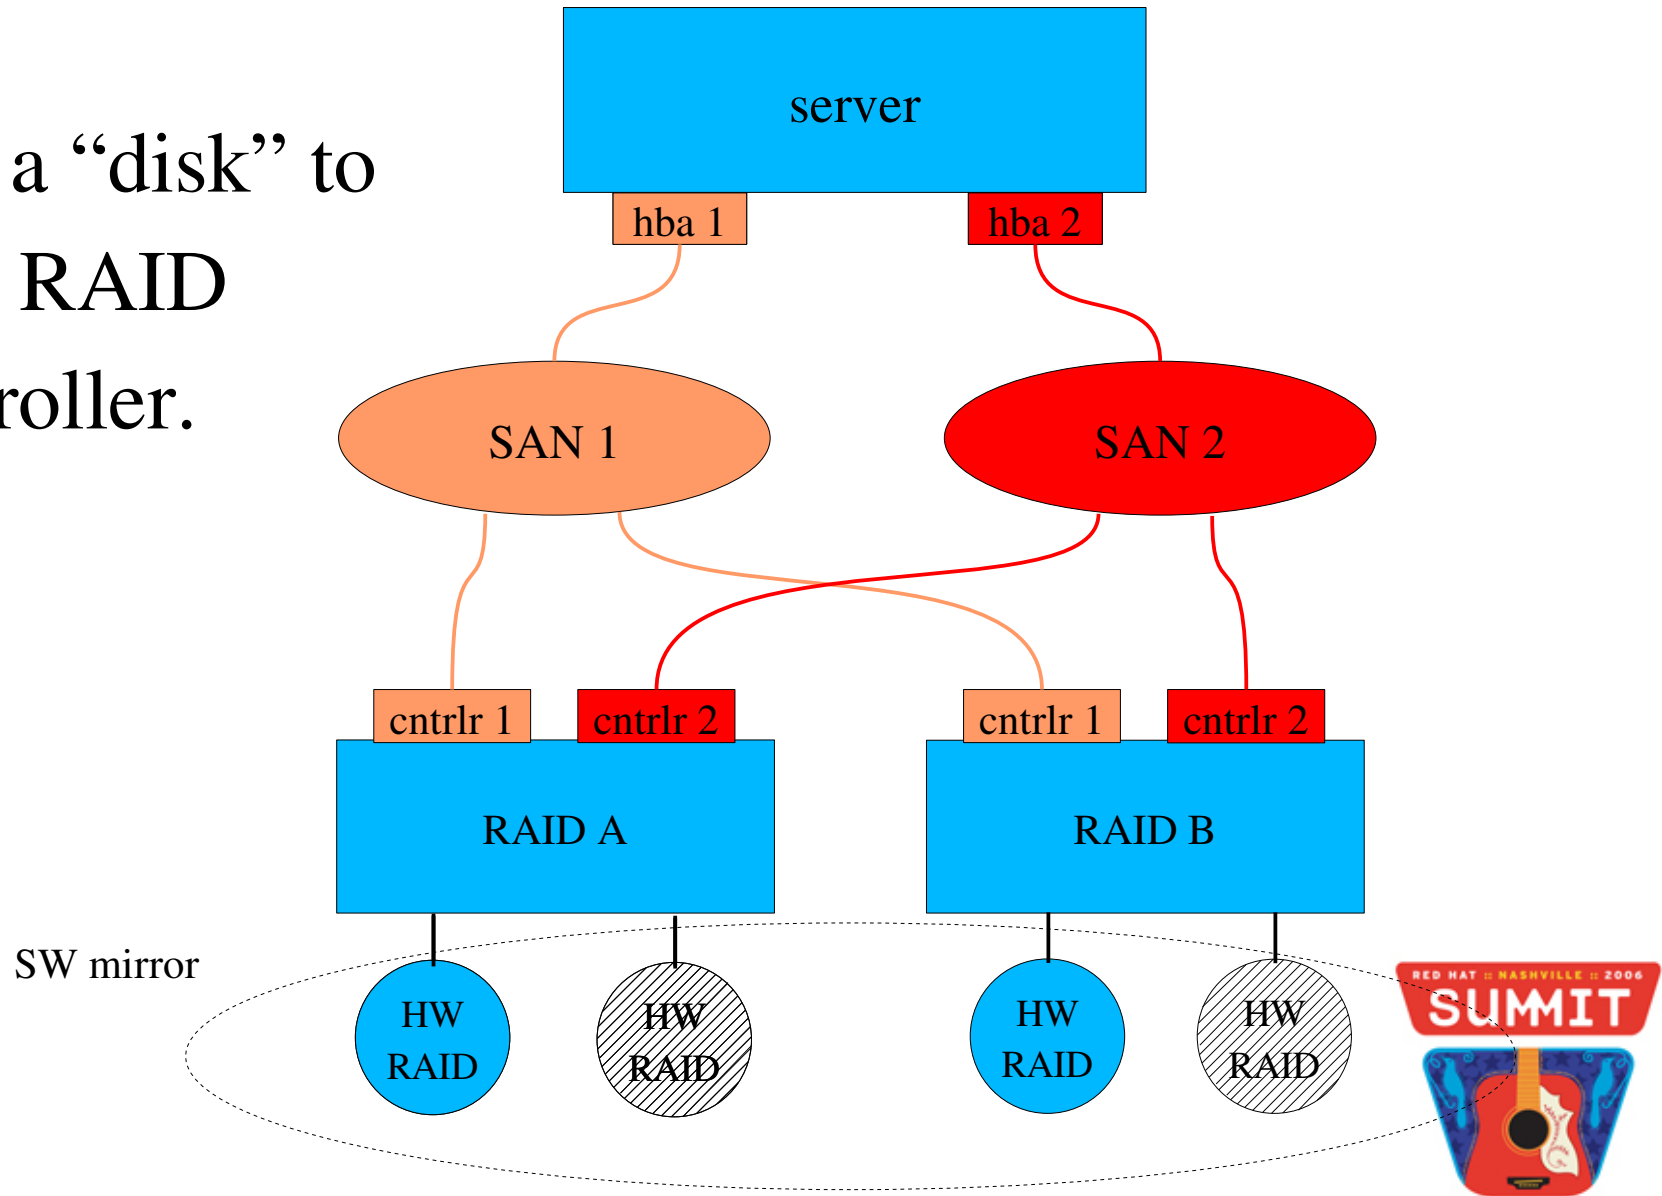 server
a “disk” to
RAID
roller.
hba 1
hba 2
SAN 1
SAN 2
cntrlr 1
cntrlr 2
cntrlr 1
cntrlr 2
RAID A
RAID B
SW mirror
HW
RAID
HW
RAID
HW
RAID
HW
RAID
RED HAT :: NASHVILLE :: 2006
SUMMIT